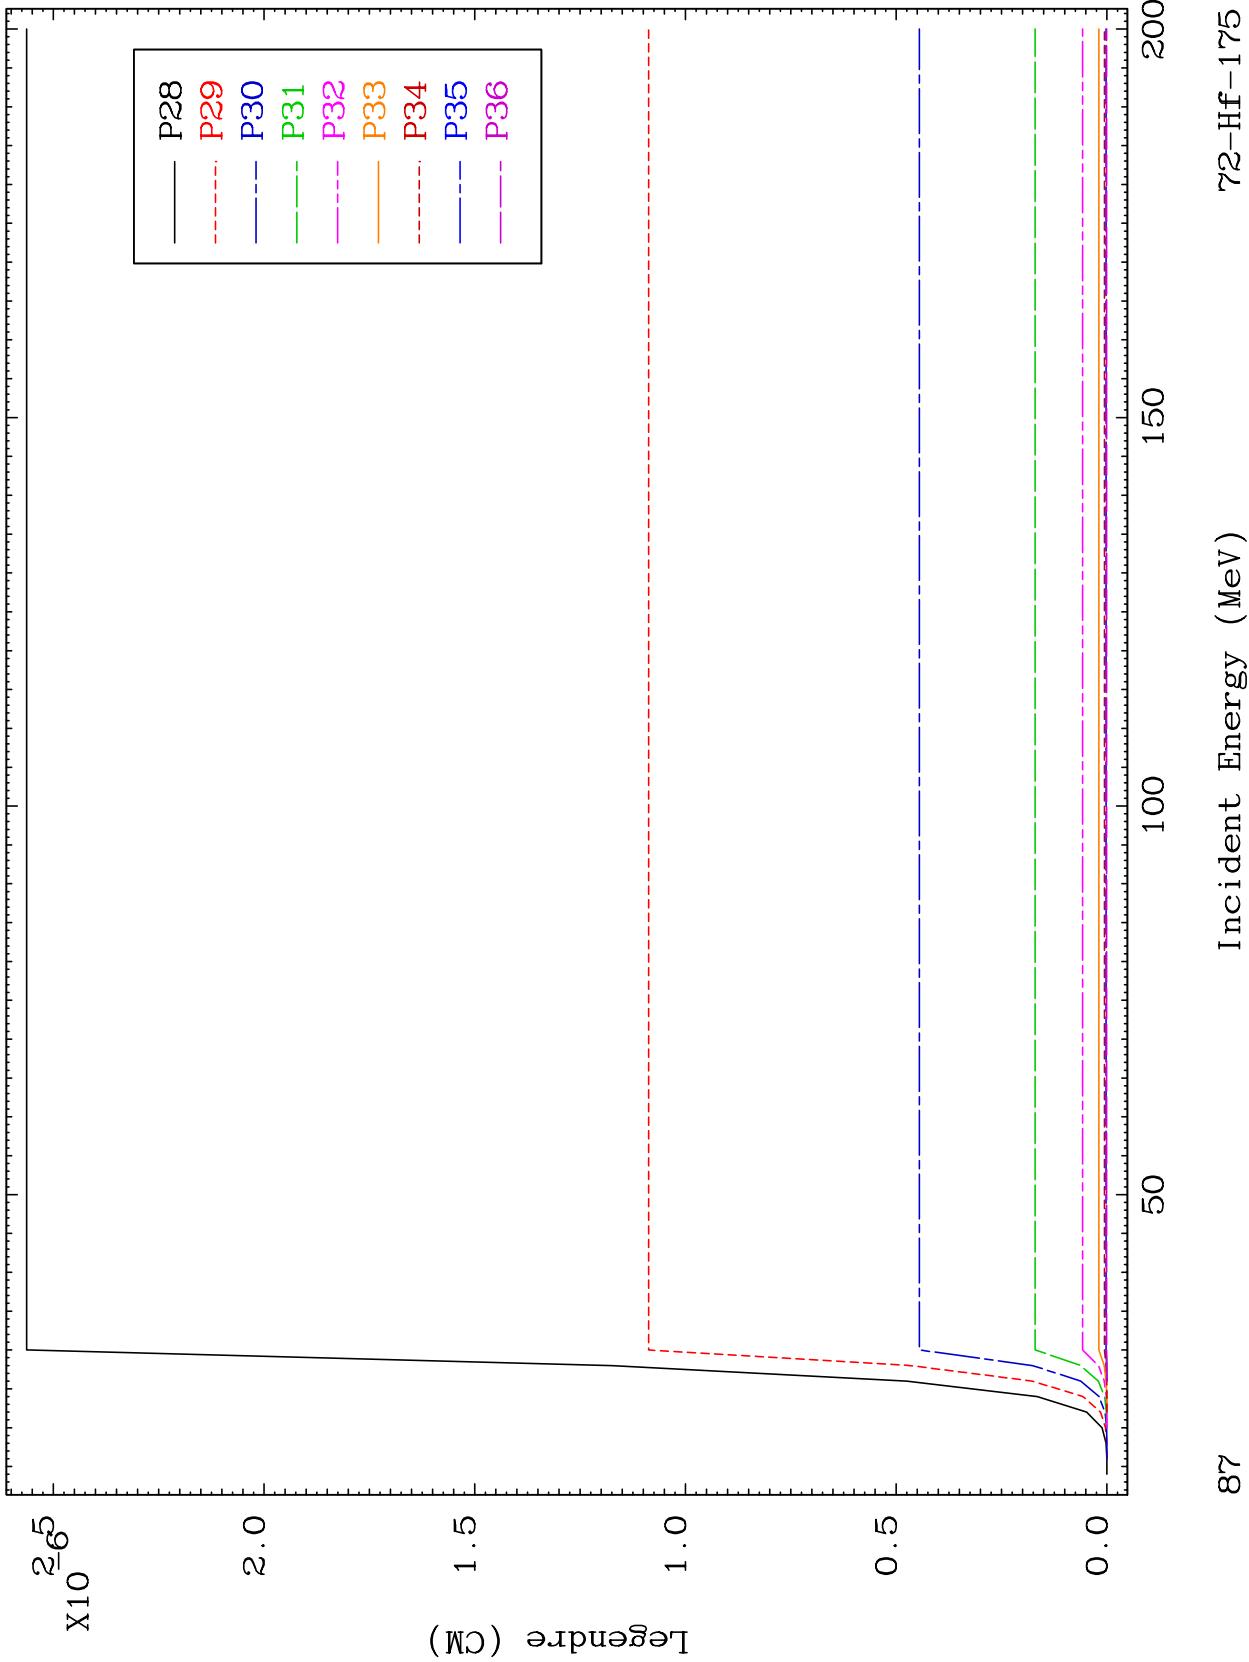 P28
P29
P30
P31
P32
P33
P34
P35
P36
X10
-6
2.5
2.0
1.5
1.0
0.5
0.0
Legendre (CM)
50
100
150
200
Incident Energy (MeV)
87
72-Hf-175